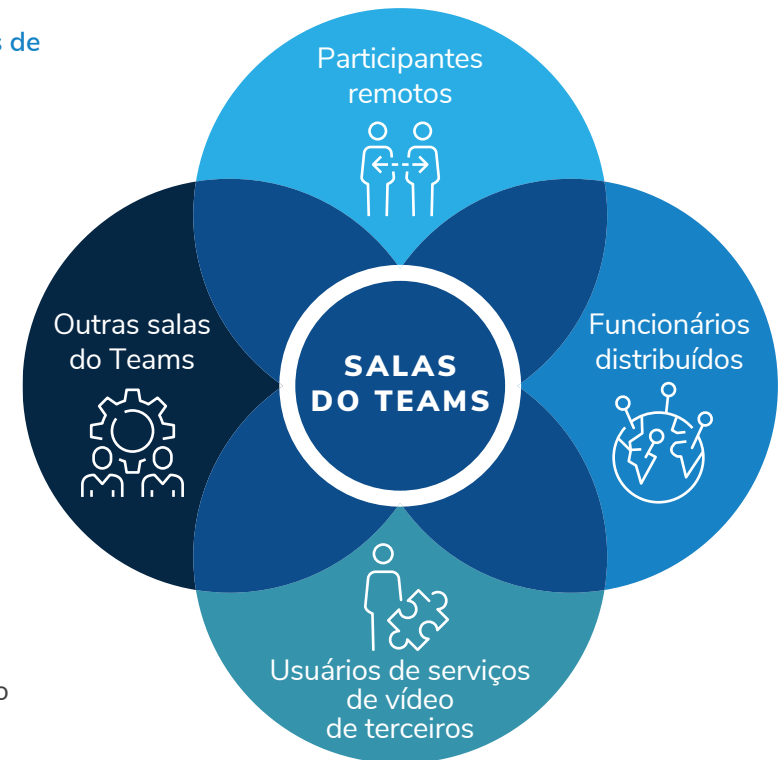 s de
Participantes
remotos
Outras salas
do Teams
SALAS
DO TEAMS
Funcionários
distribuídos
Usuários de serviços
de vídeo
de terceiros
o